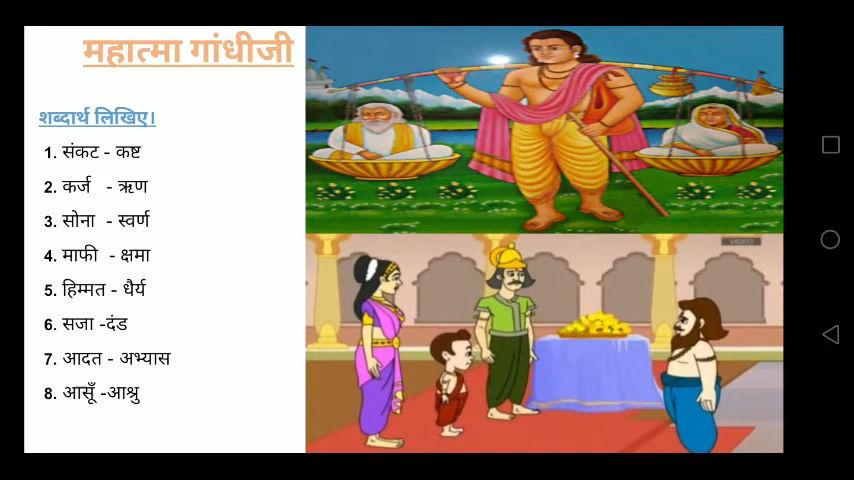 महात्मा गांधीजी
शब्दार्थ लिखिए।
1. संकट - कष्ट
2. कर्ज - ऋण
3. सोना - स्वर्ण
4. माफी - क्षमा
5. हिम्मत - धैर्य
6. सजा -दंड
7. आदत - अभ्यास
8. आसूँ -आश्रु
VIDEO